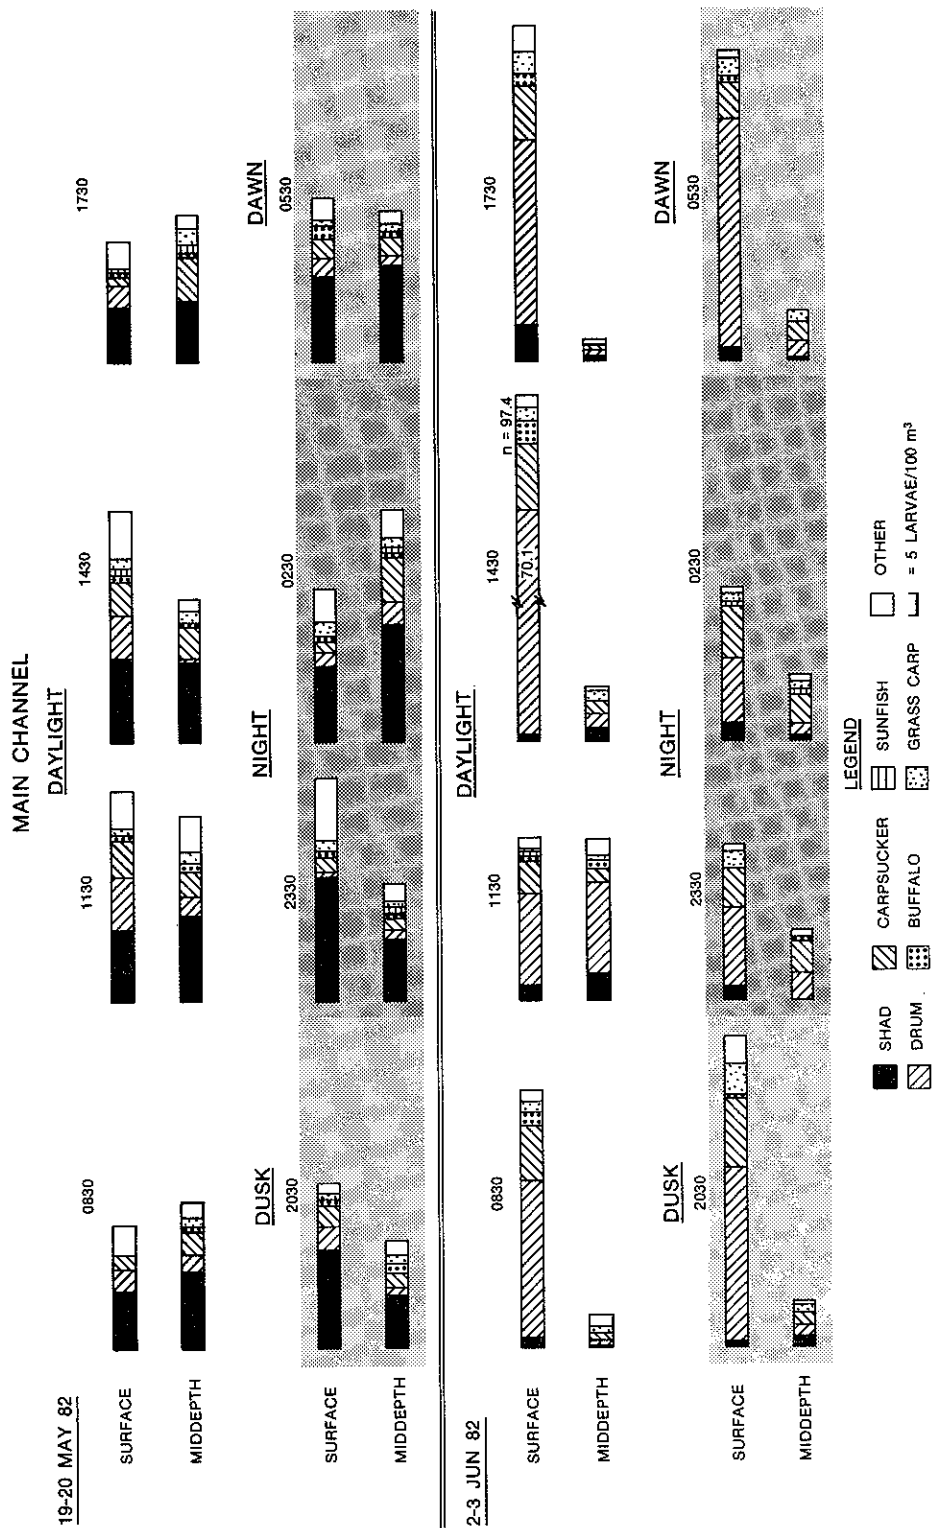 MAIN CHANNEL
19-20 MAY 82
DAYLIGHT
0830
1130
1430
1730
SURFACE
MIDDEPTH
DUSK
NIGHT
DAWN
2030
2330
0230
0530
SURFACE
MIDDEPTH
2-3 JUN 82
DAYLIGHT
0830
1130
1430
1730
n = 97.4
70.1
SURFACE
MIDDEPTH
DUSK
NIGHT
DAWN
2030
2330
0230
0530
SURFACE
MIDDEPTH
LEGEND
SHAD CARPSUCKER SUNFISH OTHER
DRUM BUFFALO GRASS CARP = 5 LARVAE/100 m³